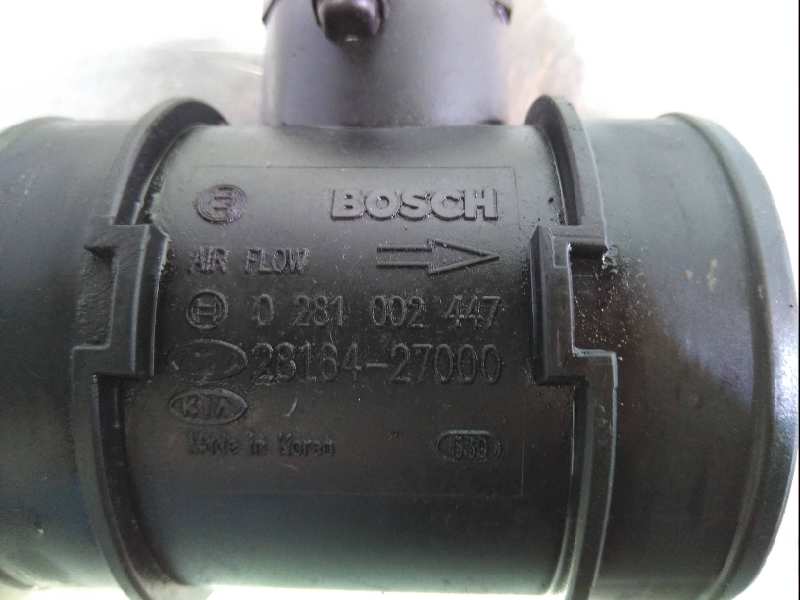 BOSCH
AIR FLOW
0 281 002 447
28164-27000
KIA
Made in Korea